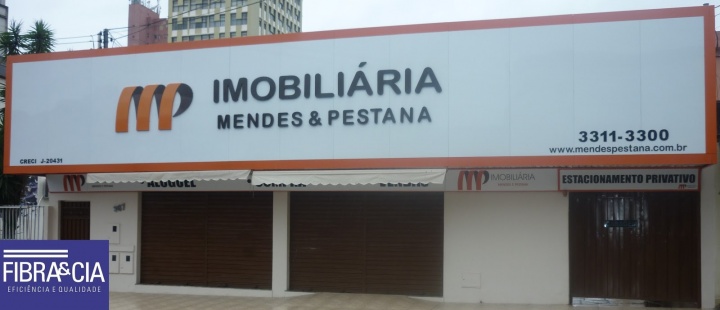 IMOBILIÁRIA
MENDES & PESTANA
3311-3300
www.mendespestana.com.br
CRECI J-20431
ALUGUEL
IMOBILIÁRIA
ESTACIONAMENTO PRIVATIVO
FIBRA&CIA
EFICIÊNCIA E QUALIDADE